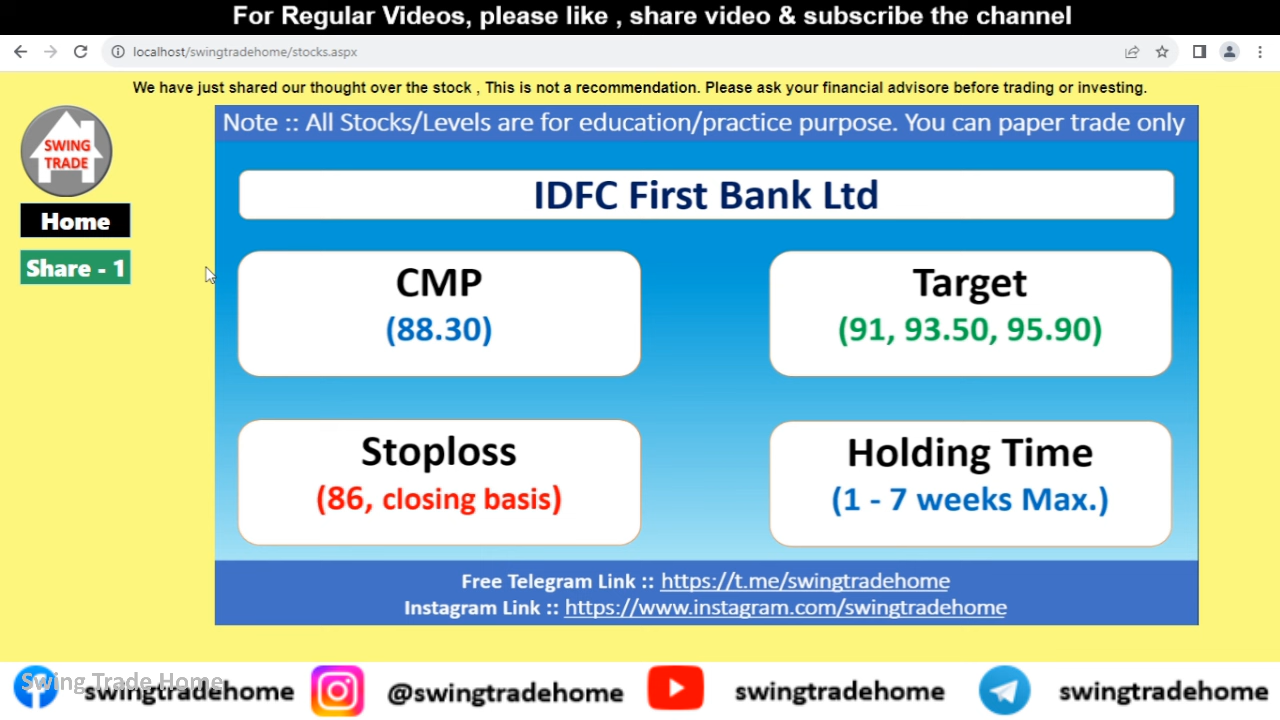 For Regular Videos, please like , share video & subscribe the channel
localhost/swingtradehome/stocks.aspx
We have just shared our thought over the stock , This is not a recommendation. Please ask your financial advisore before trading or investing.
SWING
TRADE
Home
Share - 1
Note :: All Stocks/Levels are for education/practice purpose. You can paper trade only
IDFC First Bank Ltd
CMP
(88.30)
Target
(91, 93.50, 95.90)
Stoploss
(86, closing basis)
Holding Time
(1 - 7 weeks Max.)
Free Telegram Link :: https://t.me/swingtradehome
Instagram Link :: https://www.instagram.com/swingtradehome
Swing Trade Home
swingtradehome
@swingtradehome
swingtradehome
swingtradehome